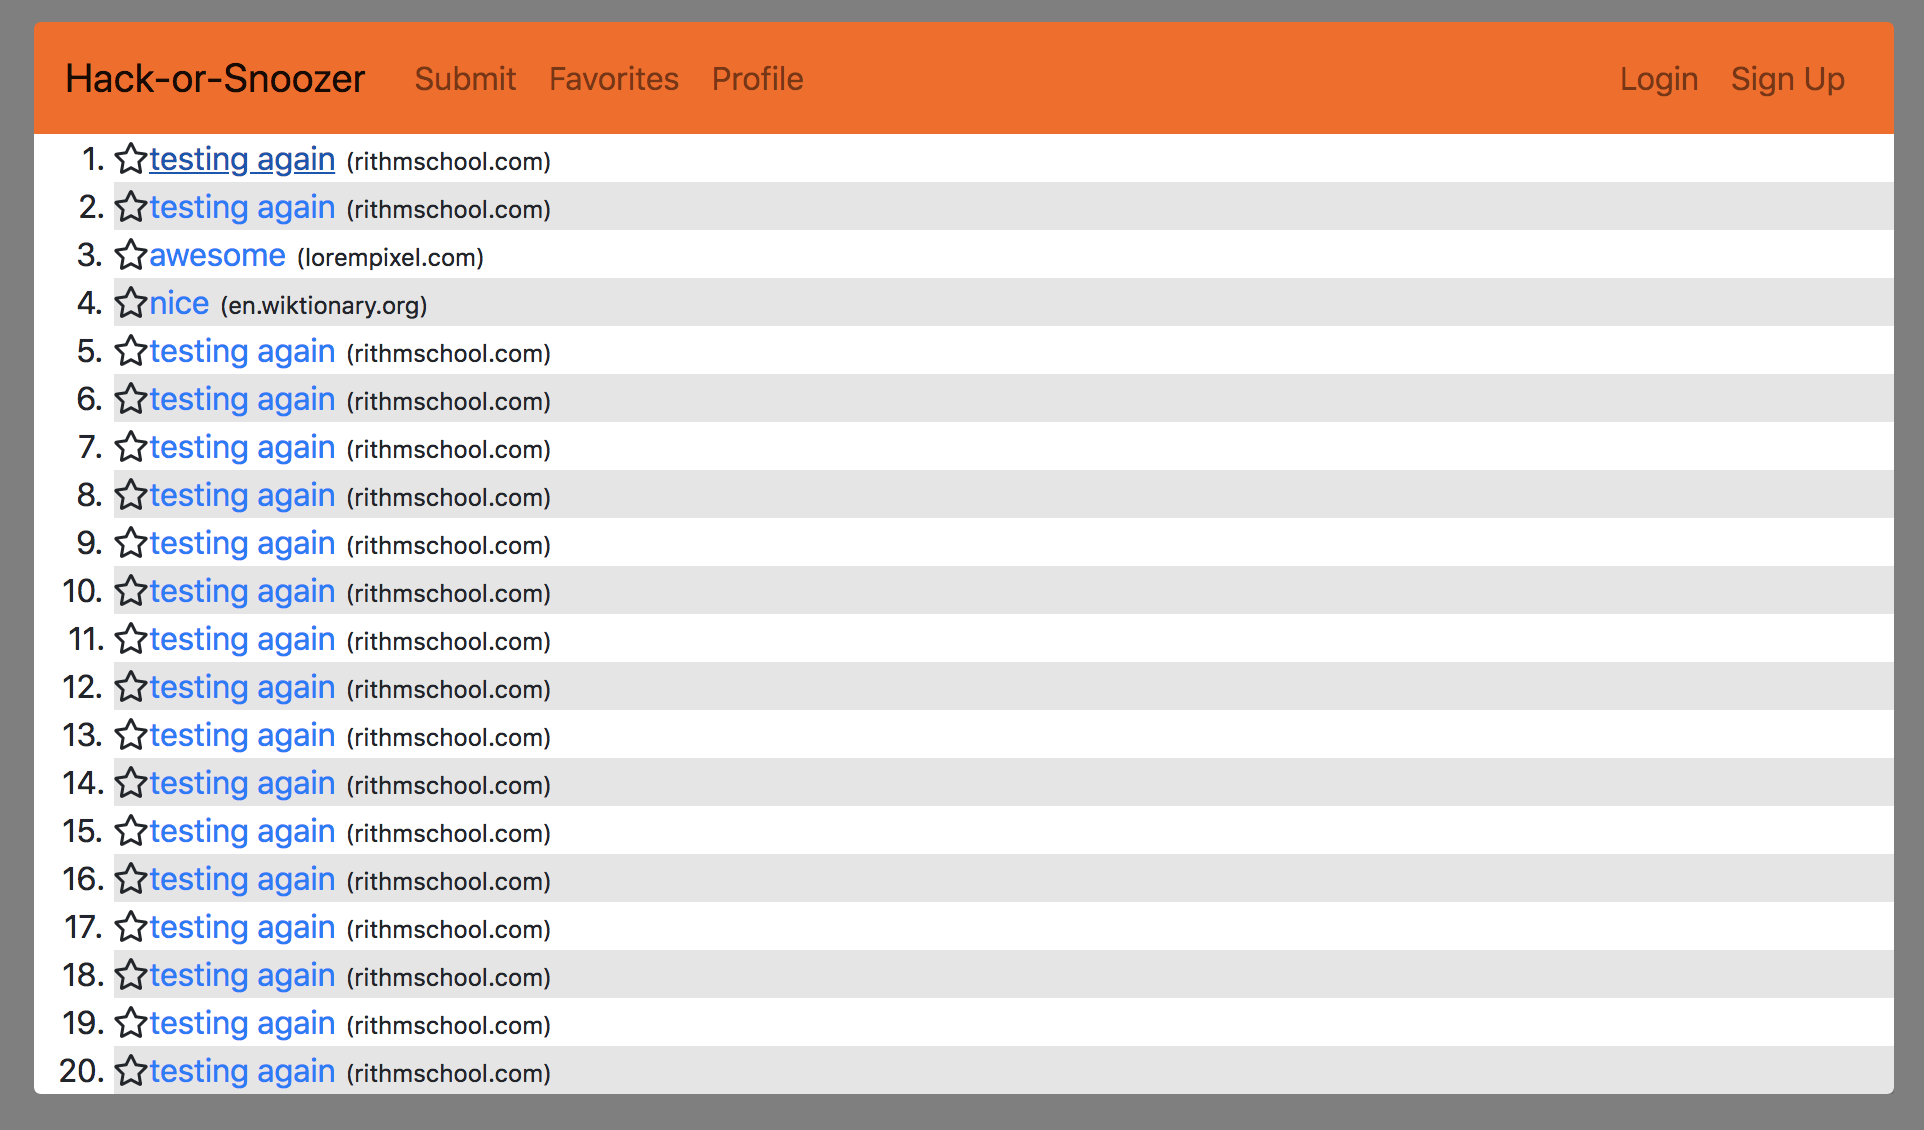 Hack-or-Snoozer Submit Favorites Profile Login Sign Up
1. testing again (rithmschool.com)
2. testing again (rithmschool.com)
3. awesome (lorempixel.com)
4. nice (en.wiktionary.org)
5. testing again (rithmschool.com)
6. testing again (rithmschool.com)
7. testing again (rithmschool.com)
8. testing again (rithmschool.com)
9. testing again (rithmschool.com)
10. testing again (rithmschool.com)
11. testing again (rithmschool.com)
12. testing again (rithmschool.com)
13. testing again (rithmschool.com)
14. testing again (rithmschool.com)
15. testing again (rithmschool.com)
16. testing again (rithmschool.com)
17. testing again (rithmschool.com)
18. testing again (rithmschool.com)
19. testing again (rithmschool.com)
20. testing again (rithmschool.com)